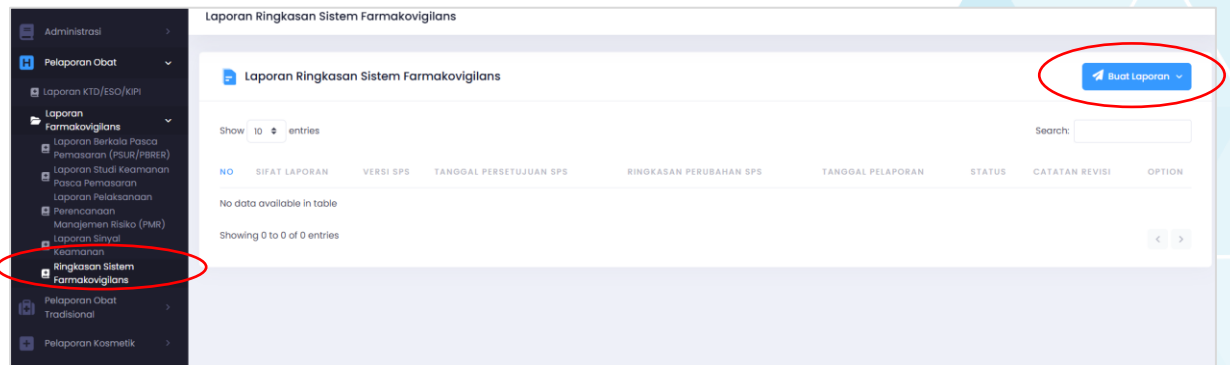 Administrasi
Pelaporan Obat
Laporan KTD/ESO/KIPI
Laporan
Farmakovigilans
Laporan Berkala Pasca
Pemasaran (PSUR/PBRER)
Laporan Studi Keamanan
Pasca Pemasaran
Laporan Pelaksanaan
Perencanaan
Manajemen Risiko (PMR)
Laporan Sinyal
Keamanan
Ringkasan Sistem
Farmakovigilans
Pelaporan Obat
Tradisional
Pelaporan Kosmetik
Laporan Ringkasan Sistem Farmakovigilans
Laporan Ringkasan Sistem Farmakovigilans
Buat Laporan
Show 10 entries
Search:
NO SIFAT LAPORAN VERSI SPS TANGGAL PERSETUJUAN SPS RINGKASAN PERUBAHAN SPS TANGGAL PELAPORAN STATUS CATATAN REVISI OPTION
No data available in table
Showing 0 to 0 of 0 entries